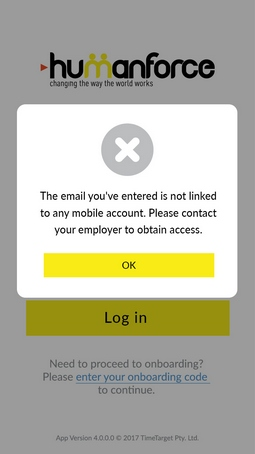 humanforce
changing the way the world works
The email you've entered is not linked
to any mobile account. Please contact
your employer to obtain access.
OK
Log in
Need to proceed to onboarding?
Please enter your onboarding code
to continue.
App Version 4.0.0.0 © 2017 TimeTarget Pty. Ltd.